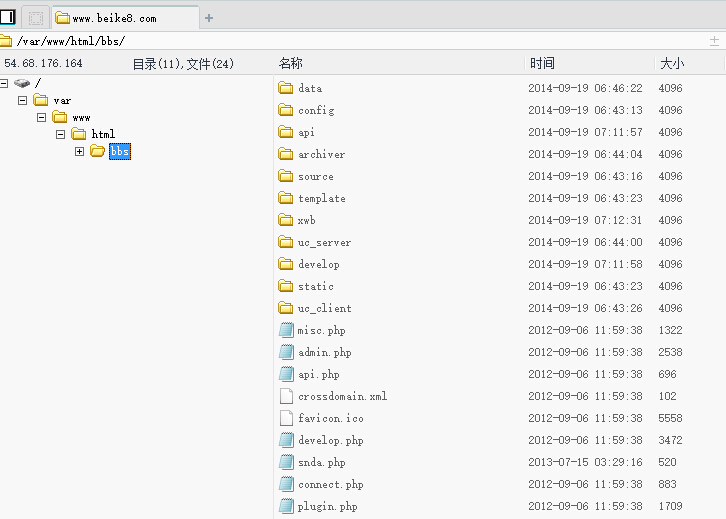 www.beike8.com
/var/www/html/bbs/
54.68.176.164 目录(11),文件(24) 名称 时间 大小
/
var
www
html
bbs
data 2014-09-19 06:46:22 4096
config 2014-09-19 06:43:13 4096
api 2014-09-19 07:11:57 4096
archiver 2014-09-19 06:44:04 4096
source 2014-09-19 06:43:16 4096
template 2014-09-19 06:43:23 4096
xwb 2014-09-19 07:12:31 4096
uc_server 2014-09-19 06:44:00 4096
develop 2014-09-19 07:11:58 4096
static 2014-09-19 06:43:23 4096
uc_client 2014-09-19 06:43:26 4096
misc.php 2012-09-06 11:59:38 1322
admin.php 2012-09-06 11:59:38 2538
api.php 2012-09-06 11:59:38 696
crossdomain.xml 2012-09-06 11:59:38 102
favicon.ico 2012-09-06 11:59:38 5558
develop.php 2012-09-06 11:59:38 3472
snda.php 2013-07-15 03:29:16 520
connect.php 2012-09-06 11:59:38 883
plugin.php 2012-09-06 11:59:38 1709